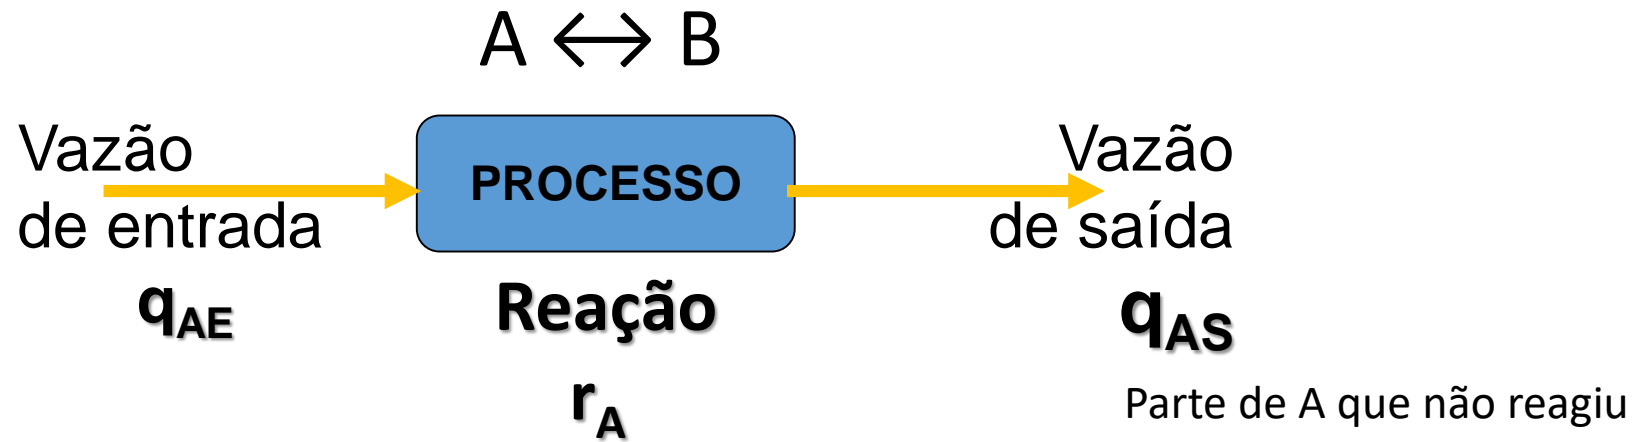 A ↔ B
Vazão
de entrada
q_AE
PROCESSO
Reação
r_A
Vazão
de saída
q_AS
Parte de A que não reagiu